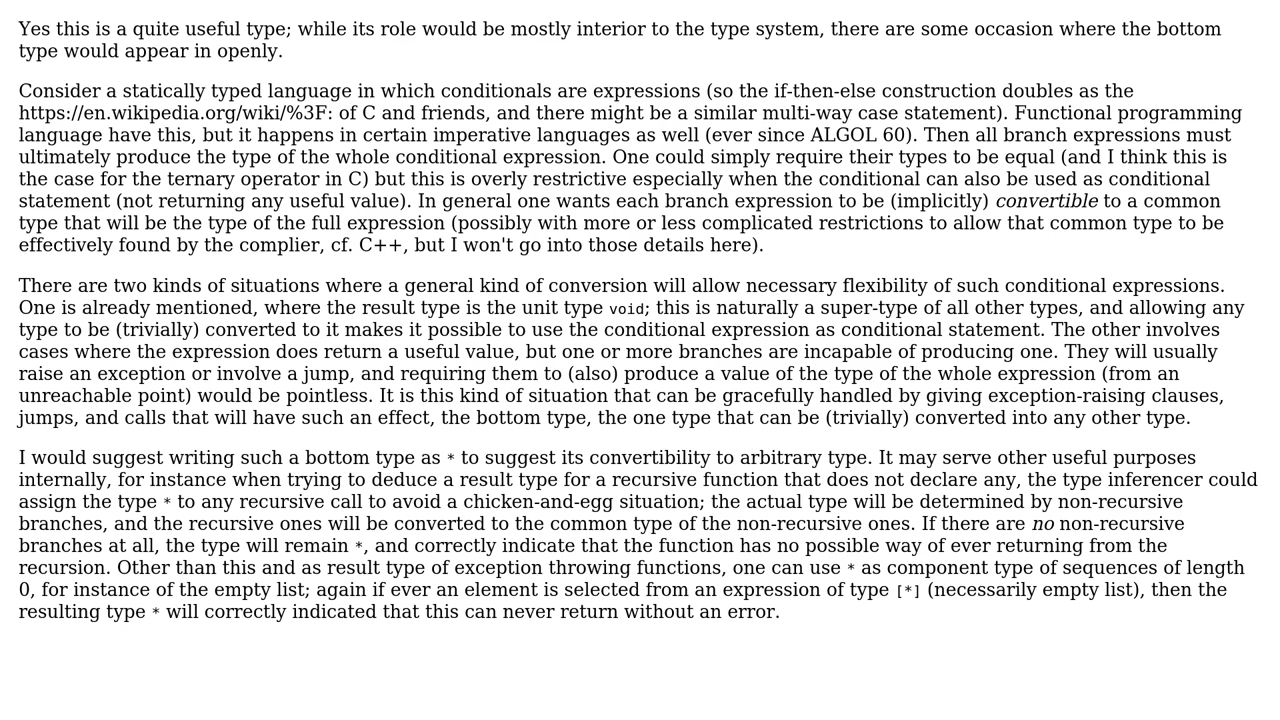 Yes this is a quite useful type; while its role would be mostly interior to the type system, there are some occasion where the bottom
type would appear in openly.
Consider a statically typed language in which conditionals are expressions (so the if-then-else construction doubles as the
https://en.wikipedia.org/wiki/%3F: of C and friends, and there might be a similar multi-way case statement). Functional programming
language have this, but it happens in certain imperative languages as well (ever since ALGOL 60). Then all branch expressions must
ultimately produce the type of the whole conditional expression. One could simply require their types to be equal (and I think this is
the case for the ternary operator in C) but this is overly restrictive especially when the conditional can also be used as conditional
statement (not returning any useful value). In general one wants each branch expression to be (implicitly) convertible to a common
type that will be the type of the full expression (possibly with more or less complicated restrictions to allow that common type to be
effectively found by the complier, cf. C++, but I won't go into those details here).
There are two kinds of situations where a general kind of conversion will allow necessary flexibility of such conditional expressions.
One is already mentioned, where the result type is the unit type void; this is naturally a super-type of all other types, and allowing any
type to be (trivially) converted to it makes it possible to use the conditional expression as conditional statement. The other involves
cases where the expression does return a useful value, but one or more branches are incapable of producing one. They will usually
raise an exception or involve a jump, and requiring them to (also) produce a value of the type of the whole expression (from an
unreachable point) would be pointless. It is this kind of situation that can be gracefully handled by giving exception-raising clauses,
jumps, and calls that will have such an effect, the bottom type, the one type that can be (trivially) converted into any other type.
I would suggest writing such a bottom type as * to suggest its convertibility to arbitrary type. It may serve other useful purposes
internally, for instance when trying to deduce a result type for a recursive function that does not declare any, the type inferencer could
assign the type * to any recursive call to avoid a chicken-and-egg situation; the actual type will be determined by non-recursive
branches, and the recursive ones will be converted to the common type of the non-recursive ones. If there are no non-recursive
branches at all, the type will remain *, and correctly indicate that the function has no possible way of ever returning from the
recursion. Other than this and as result type of exception throwing functions, one can use * as component type of sequences of length
0, for instance of the empty list; again if ever an element is selected from an expression of type [*] (necessarily empty list), then the
resulting type * will correctly indicated that this can never return without an error.